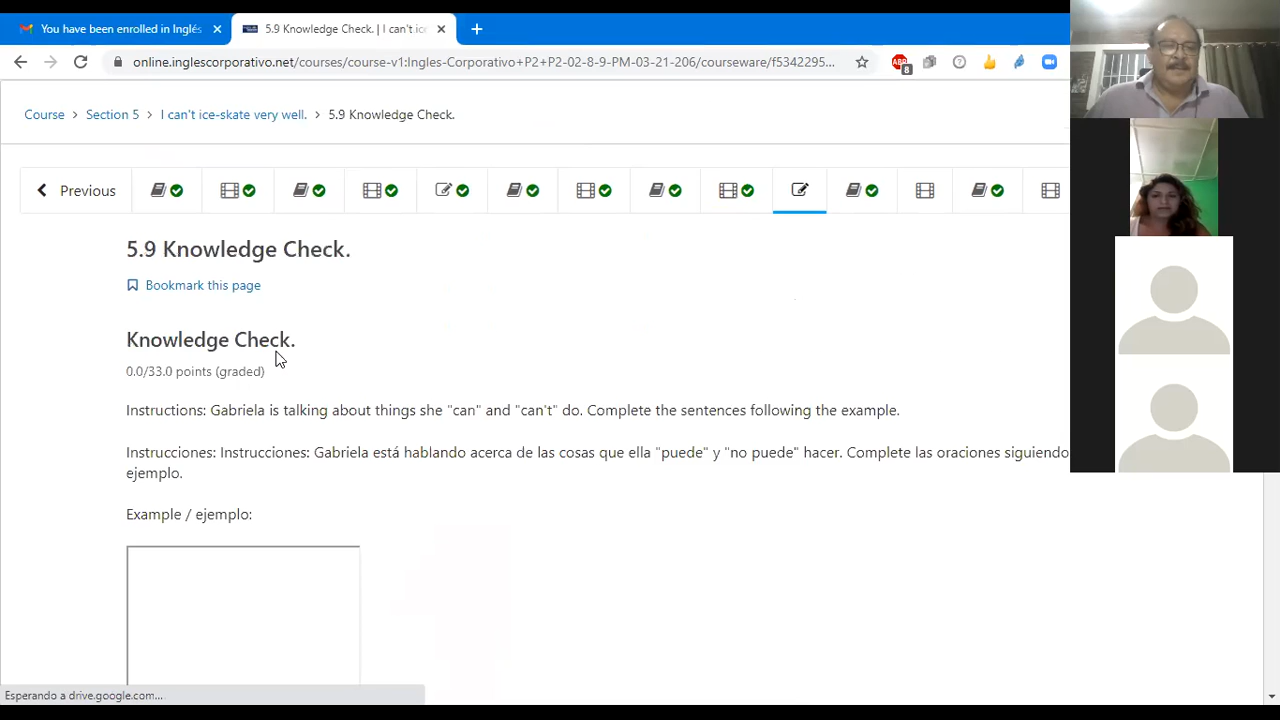 You have been enrolled in Inglés
5.9 Knowledge Check. | I can't ice
online.inglescorporativo.net/courses/course-v1:Ingles-Corporativo+P2+P2-02-8-9-PM-03-21-206/courseware/f5342295...
ABP
8
Course > Section 5 > I can't ice-skate very well. > 5.9 Knowledge Check.
Previous
5.9 Knowledge Check.
Bookmark this page
Knowledge Check.
0.0/33.0 points (graded)
Instructions: Gabriela is talking about things she "can" and "can't" do. Complete the sentences following the example.
Instrucciones: Instrucciones: Gabriela está hablando acerca de las cosas que ella "puede" y "no puede" hacer. Complete las oraciones siguiendo
ejemplo.
Example / ejemplo:
Esperando a drive.google.com...